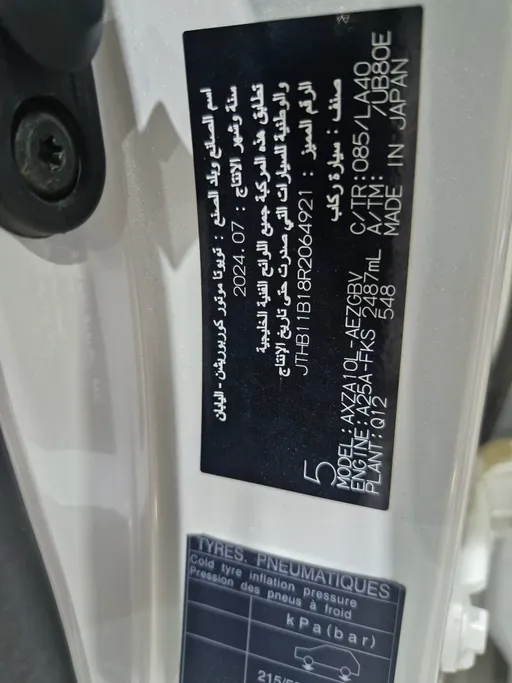 اسم الصانع وبلد الصنع : تويوتا موتور كوربوريشن - اليابان
سنة وشهر الانتاج : 2024.07
تطابق هذه المركبة جميع اللوائح الفنية الخليجية
والوطنية للسيارات التي صدرت حتى تاريخ الإنتاج
الرقم المميز : JTHB11B18R2064921
صنف : سيارة ركاب
5
MODEL: AXZA10L-AEZGBV
ENGINE: A25A-FKS 2487mL
PLANT: Q12 548
C/TR: 085/LA40
A/TM: /UB80E
MADE IN JAPAN
TYRES. PNEUMATIQUES
Cold tyre inflation pressure
Pression des pneus à froid
kPa(bar)